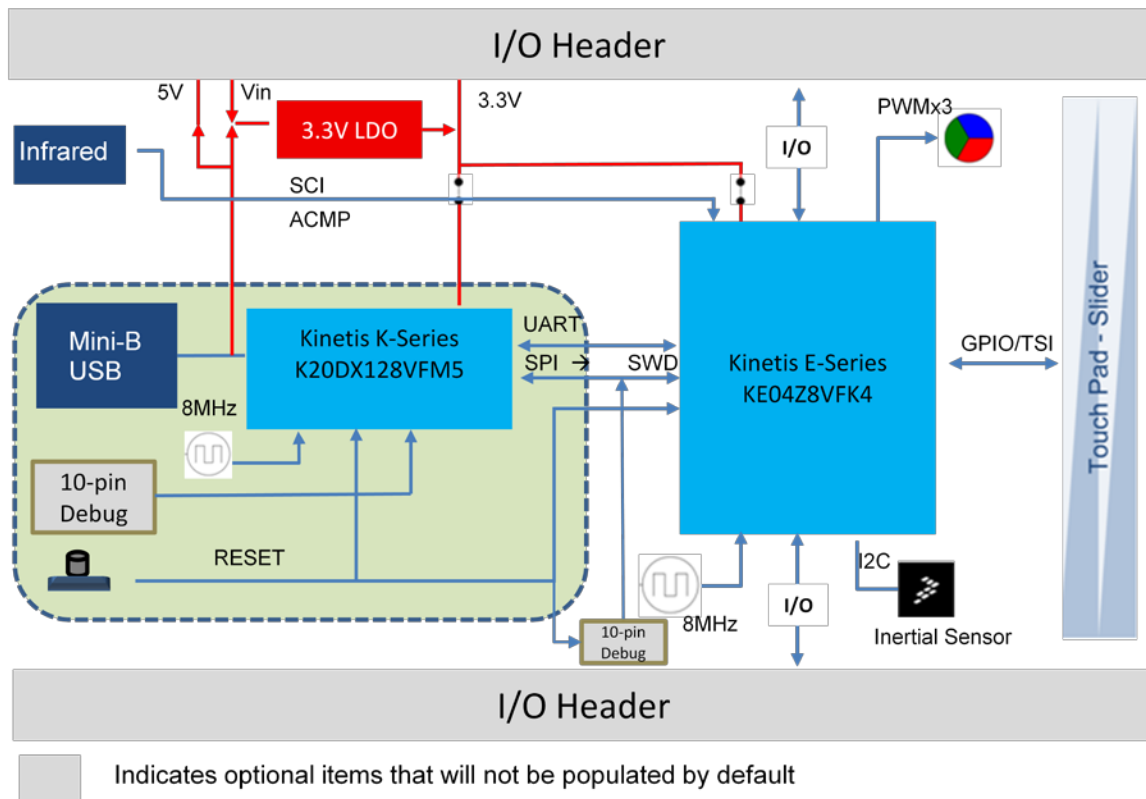 I/O Header
5V
Vin
3.3V
PWMx3
3.3V LDO
Infrared
I/O
SCI
ACMP
Mini-B
USB
Kinetis K-Series
K20DX128VFM5
UART
SPI →
SWD
Kinetis E-Series
KE04Z8VFK4
GPIO/TSI
Touch Pad - Slider
8MHz
10-pin
Debug
RESET
I2C
I/O
8MHz
10-pin
Debug
Inertial Sensor
I/O Header
Indicates optional items that will not be populated by default